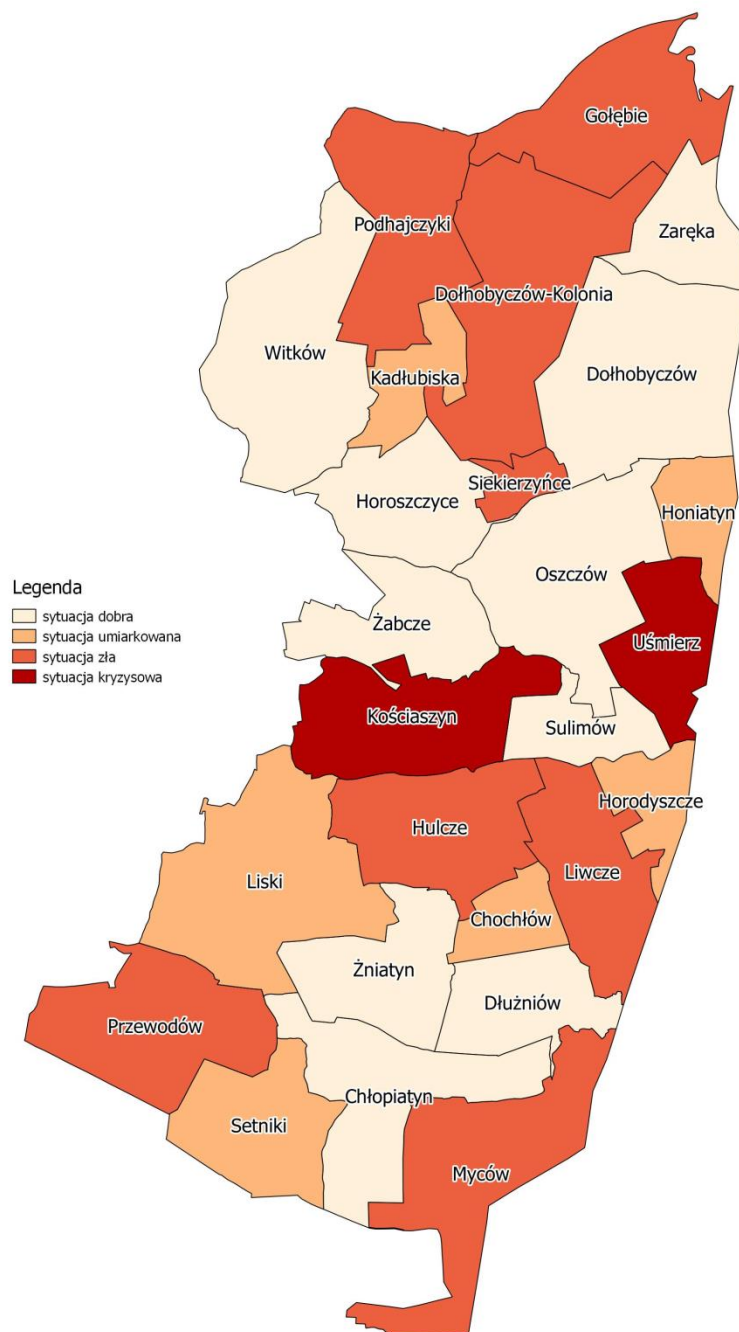 Gołębie
Podhajczyki
Zaręka
Dołhobyczów-Kolonia
Witków
Kadłubiska
Dołhobyczów
Siekierzyńce
Horoszczyce
Honiatyn
Oszczów
Legenda
sytuacja dobra
sytuacja umiarkowana
sytuacja zła
sytuacja kryzysowa
Żabcze
Uśmierz
Kościaszyn
Sulimów
Horodyszcze
Hulcze
Liski
Liwcze
Chochłów
Żniatyn
Dłużniów
Przewodów
Chłopiatyn
Setniki
Myców